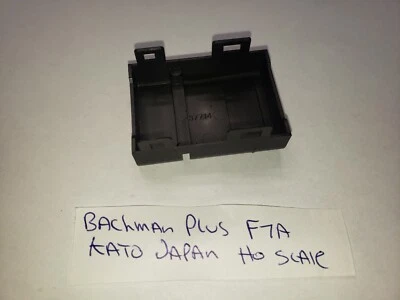 BACHMAN PLUS F7A
KATO JAPAN HO SCALE